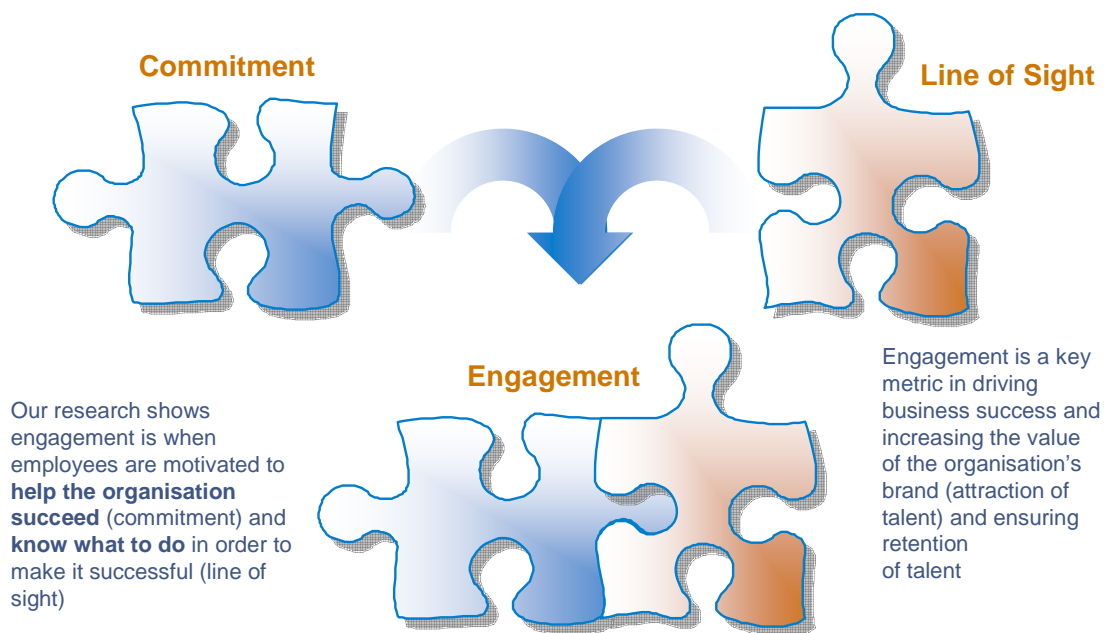 Commitment
Line of Sight
Engagement
Our research shows
engagement is when
employees are motivated to
help the organisation
succeed (commitment) and
know what to do in order to
make it successful (line of
sight)
Engagement is a key
metric in driving
business success and
increasing the value
of the organisation's
brand (attraction of
talent) and ensuring
retention
of talent